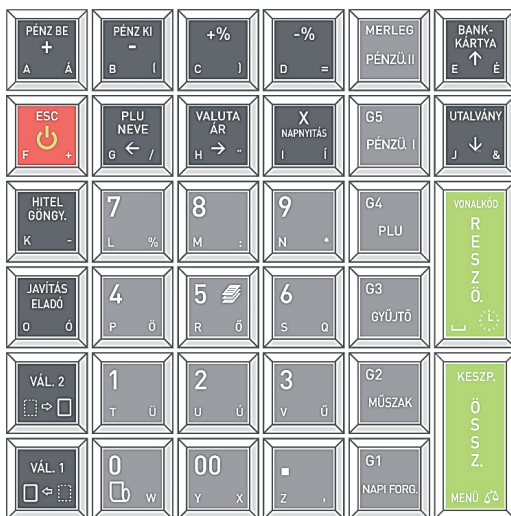 PÉNZ BE
+
A Á
PÉNZ KI
-
B (
+%
C )
-%
D =
MERLEG
PÉNZÜ.II
BANK-
KÁRTYA
↑
E É
ESC
F +
PLU
NEVE
G ← /
VALUTA
ÁR
H → ˝
X
NAPNYITÁS
I Í
G5
PÉNZÜ. I
UTALVÁNY
↓
J &
HITEL
GÖNGY.
K -
7
L %
8
M :
9
N *
G4
PLU
VONALKÓD
R
E
S
Z
Ö.
L
JAVÍTÁS
ELADÓ
O Ó
4
P Ö
5
R Ő
6
S Q
G3
GYŰJTŐ
VÁL. 2
⇨
1
T Ü
2
U Ú
3
V Ű
G2
MŰSZAK
KESZP.
Ö
S
S
Z.
MENÜ
VÁL. 1
⇦
0
W
00
Y X
.
Z ,
G1
NAPI FORG.